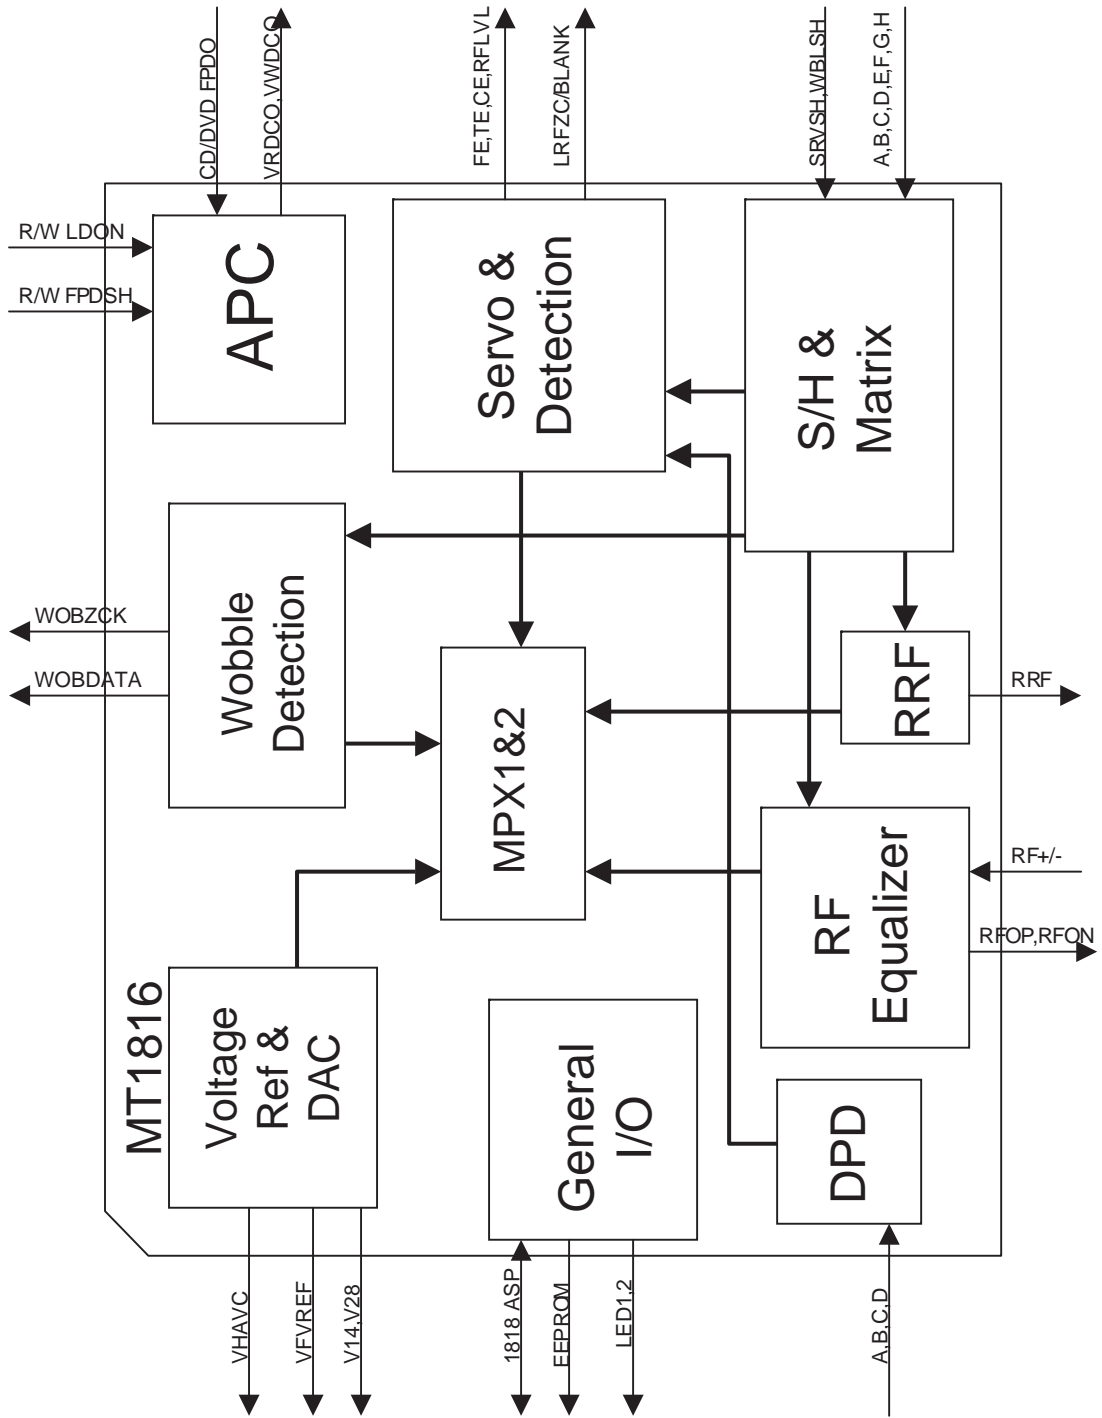 CD/DVD FPDO
VRDCO,VWDCO
FE,TE,CE,RFLVL
LRFZC/BLANK
SRVSH,WBLSH
A,B,C,D,E,F,G,H
R/W LDON
R/W FPDSH
APC
Servo &
Detection
S/H &
Matrix
WOBZCK
WOBDATA
Wobble
Detection
MPX1&2
RRF
RRF
RF
Equalizer
RF+/-
RFOP,RFON
MT1816
Voltage
Ref &
DAC
General
I/O
DPD
VHAVC
VFVREF
V14,V28
1818 ASP
EEPROM
LED1,2
A,B,C,D